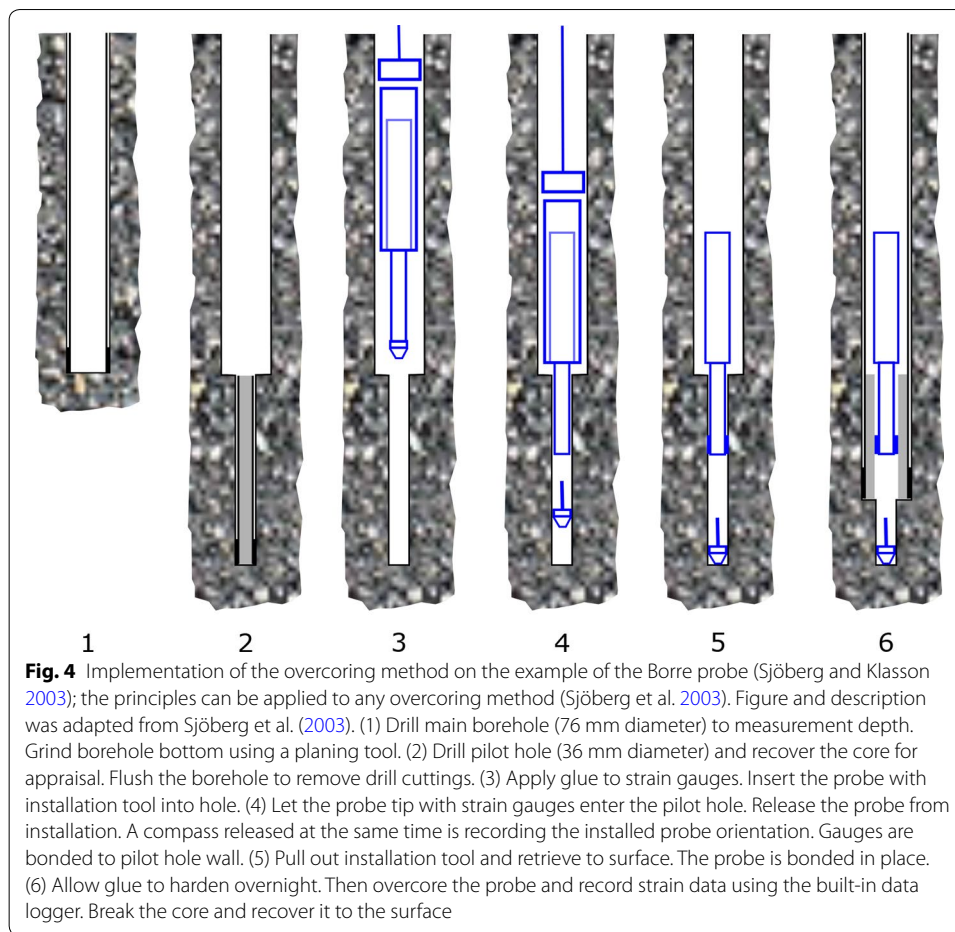 1 2 3 4 5 6
Fig. 4 Implementation of the overcoring method on the example of the Borre probe (Sjöberg and Klasson
2003); the principles can be applied to any overcoring method (Sjöberg et al. 2003). Figure and description
was adapted from Sjöberg et al. (2003). (1) Drill main borehole (76 mm diameter) to measurement depth.
Grind borehole bottom using a planing tool. (2) Drill pilot hole (36 mm diameter) and recover the core for
appraisal. Flush the borehole to remove drill cuttings. (3) Apply glue to strain gauges. Insert the probe with
installation tool into hole. (4) Let the probe tip with strain gauges enter the pilot hole. Release the probe from
installation. A compass released at the same time is recording the installed probe orientation. Gauges are
bonded to pilot hole wall. (5) Pull out installation tool and retrieve to surface. The probe is bonded in place.
(6) Allow glue to harden overnight. Then overcore the probe and record strain data using the built-in data
logger. Break the core and recover it to the surface